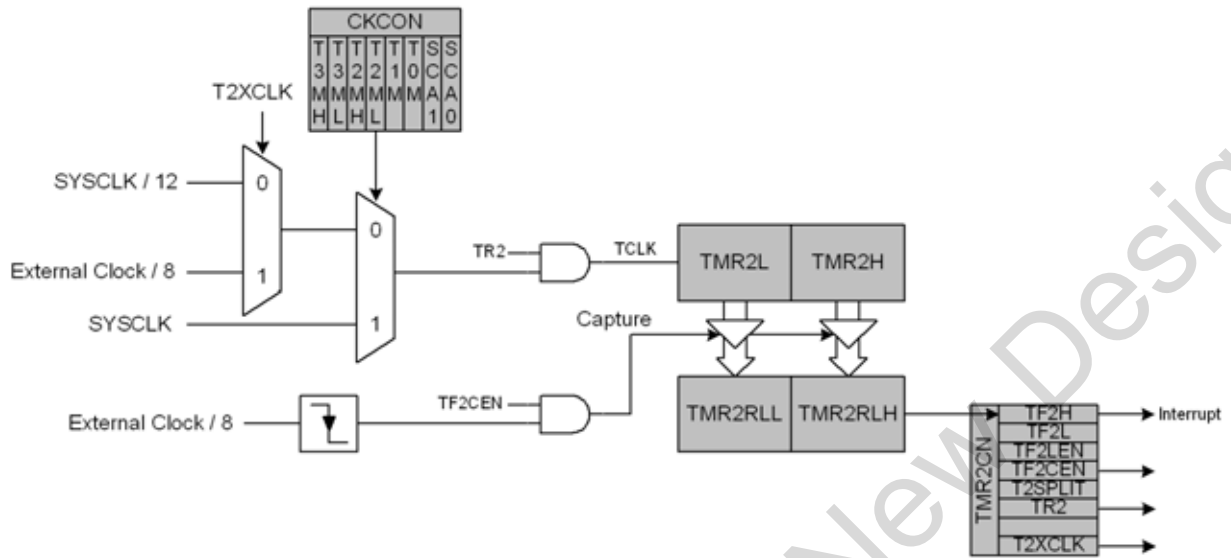 CKCON
T3MH
T3ML
T2MH
T2ML
T1M
T0M
SCA1
SCA0
T2XCLK
SYSCLK / 12
0
External Clock / 8
1
SYSCLK
0
1
TR2
TCLK
TMR2L
TMR2H
Capture
External Clock / 8
TF2CEN
TMR2RLL
TMR2RLH
TMR2CN
TF2H
Interrupt
TF2L
TF2LEN
TF2CEN
T2SPLIT
TR2
T2XCLK
New Desig